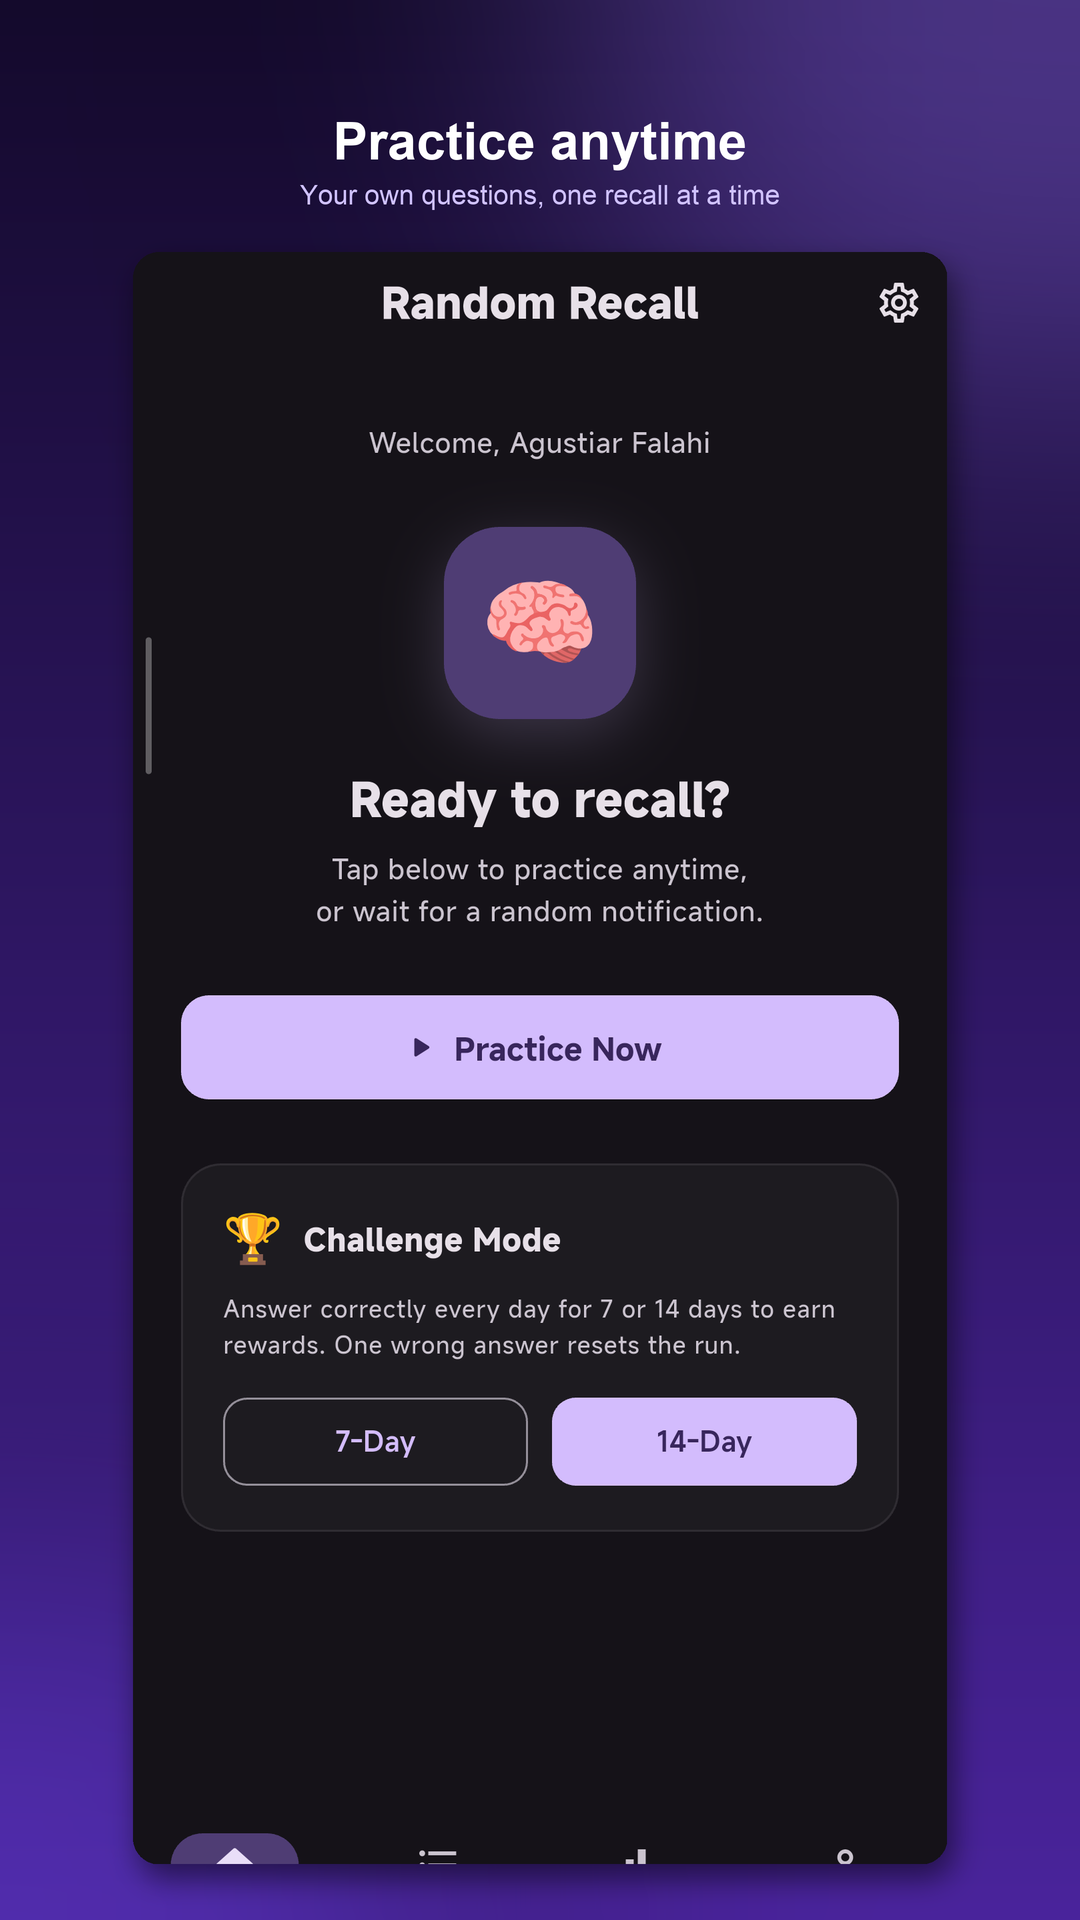 Practice anytime
Your own questions, one recall at a time
Random Recall
Welcome, Agustiar Falahi
Ready to recall?
Tap below to practice anytime,
or wait for a random notification.
Practice Now
Challenge Mode
Answer correctly every day for 7 or 14 days to earn
rewards. One wrong answer resets the run.
7-Day
14-Day